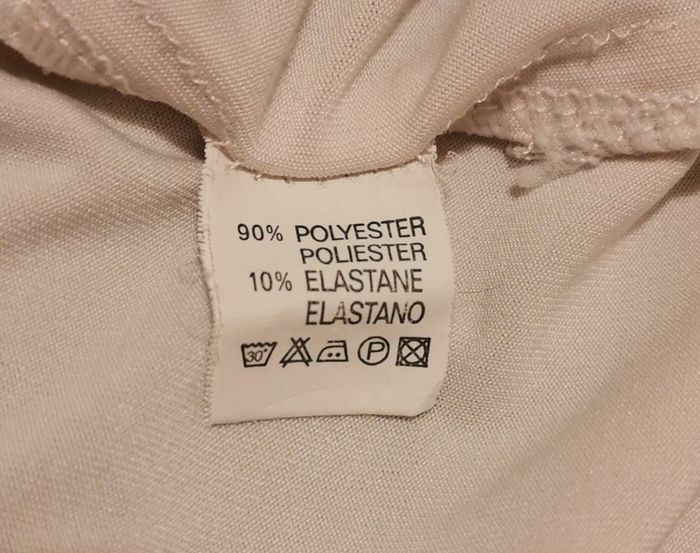 90% POLYESTER
POLIESTER
10% ELASTANE
ELASTANO
30° P